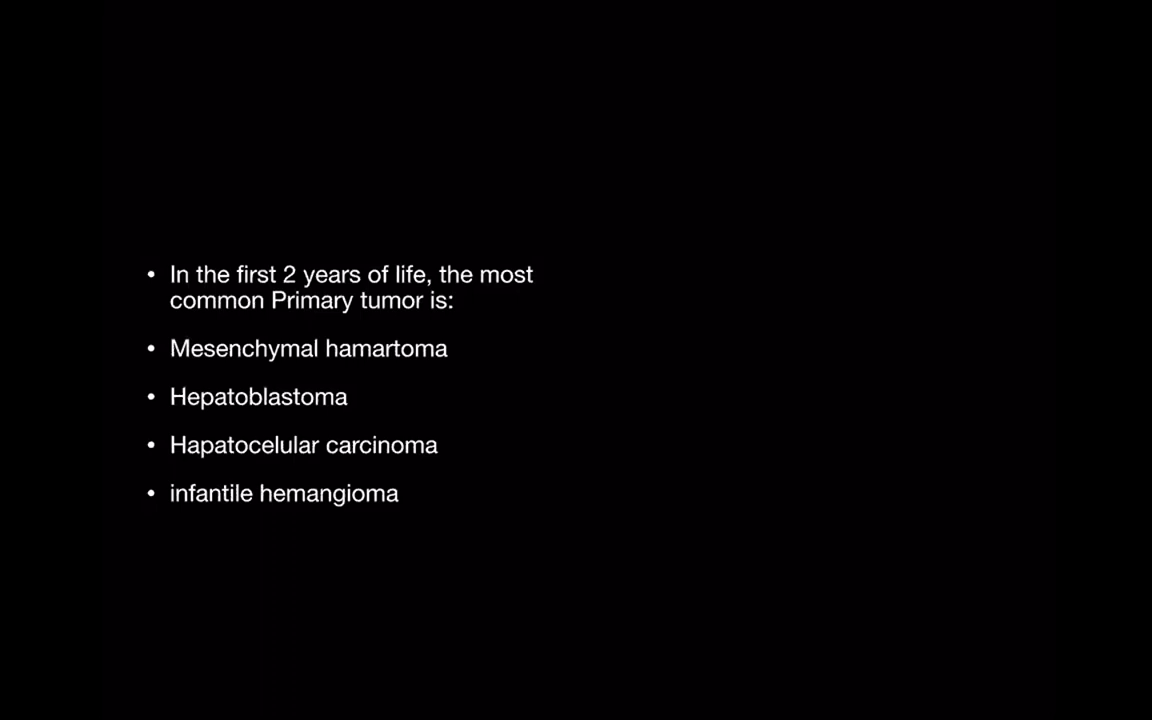 • In the first 2 years of life, the most
common Primary tumor is:
• Mesenchymal hamartoma
• Hepatoblastoma
• Hapatocelular carcinoma
• infantile hemangioma